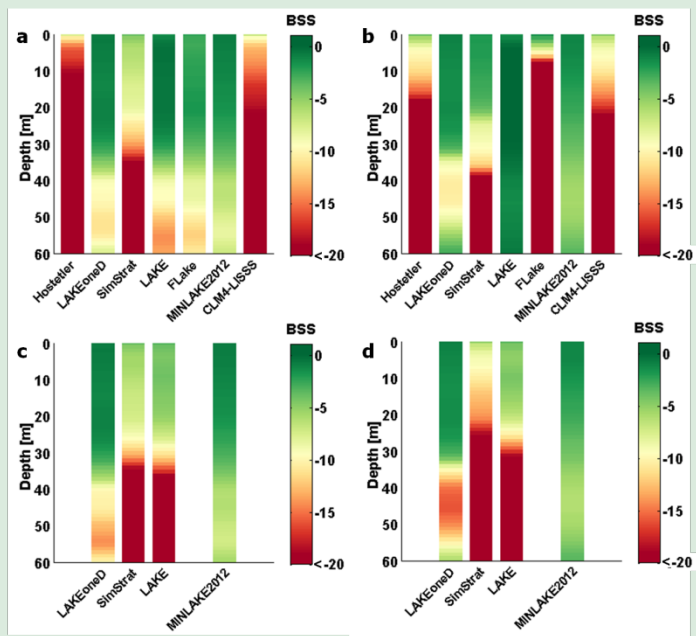 a
BSS
b
BSS
0
10
20
30
40
50
60
Depth [m]
0
-5
-10
-15
<-20
0
10
20
30
40
50
60
Depth [m]
0
-5
-10
-15
<-20
Hostetler
LAKEoneD
SimStrat
LAKE
FLake
MINLAKE2012
CLM4-LISSS
Hostetler
LAKEoneD
SimStrat
LAKE
FLake
MINLAKE2012
CLM4-LISSS
c
BSS
d
BSS
0
10
20
30
40
50
60
Depth [m]
0
-5
-10
-15
<-20
0
10
20
30
40
50
60
Depth [m]
0
-5
-10
-15
<-20
LAKEoneD
SimStrat
LAKE
MINLAKE2012
LAKEoneD
SimStrat
LAKE
MINLAKE2012